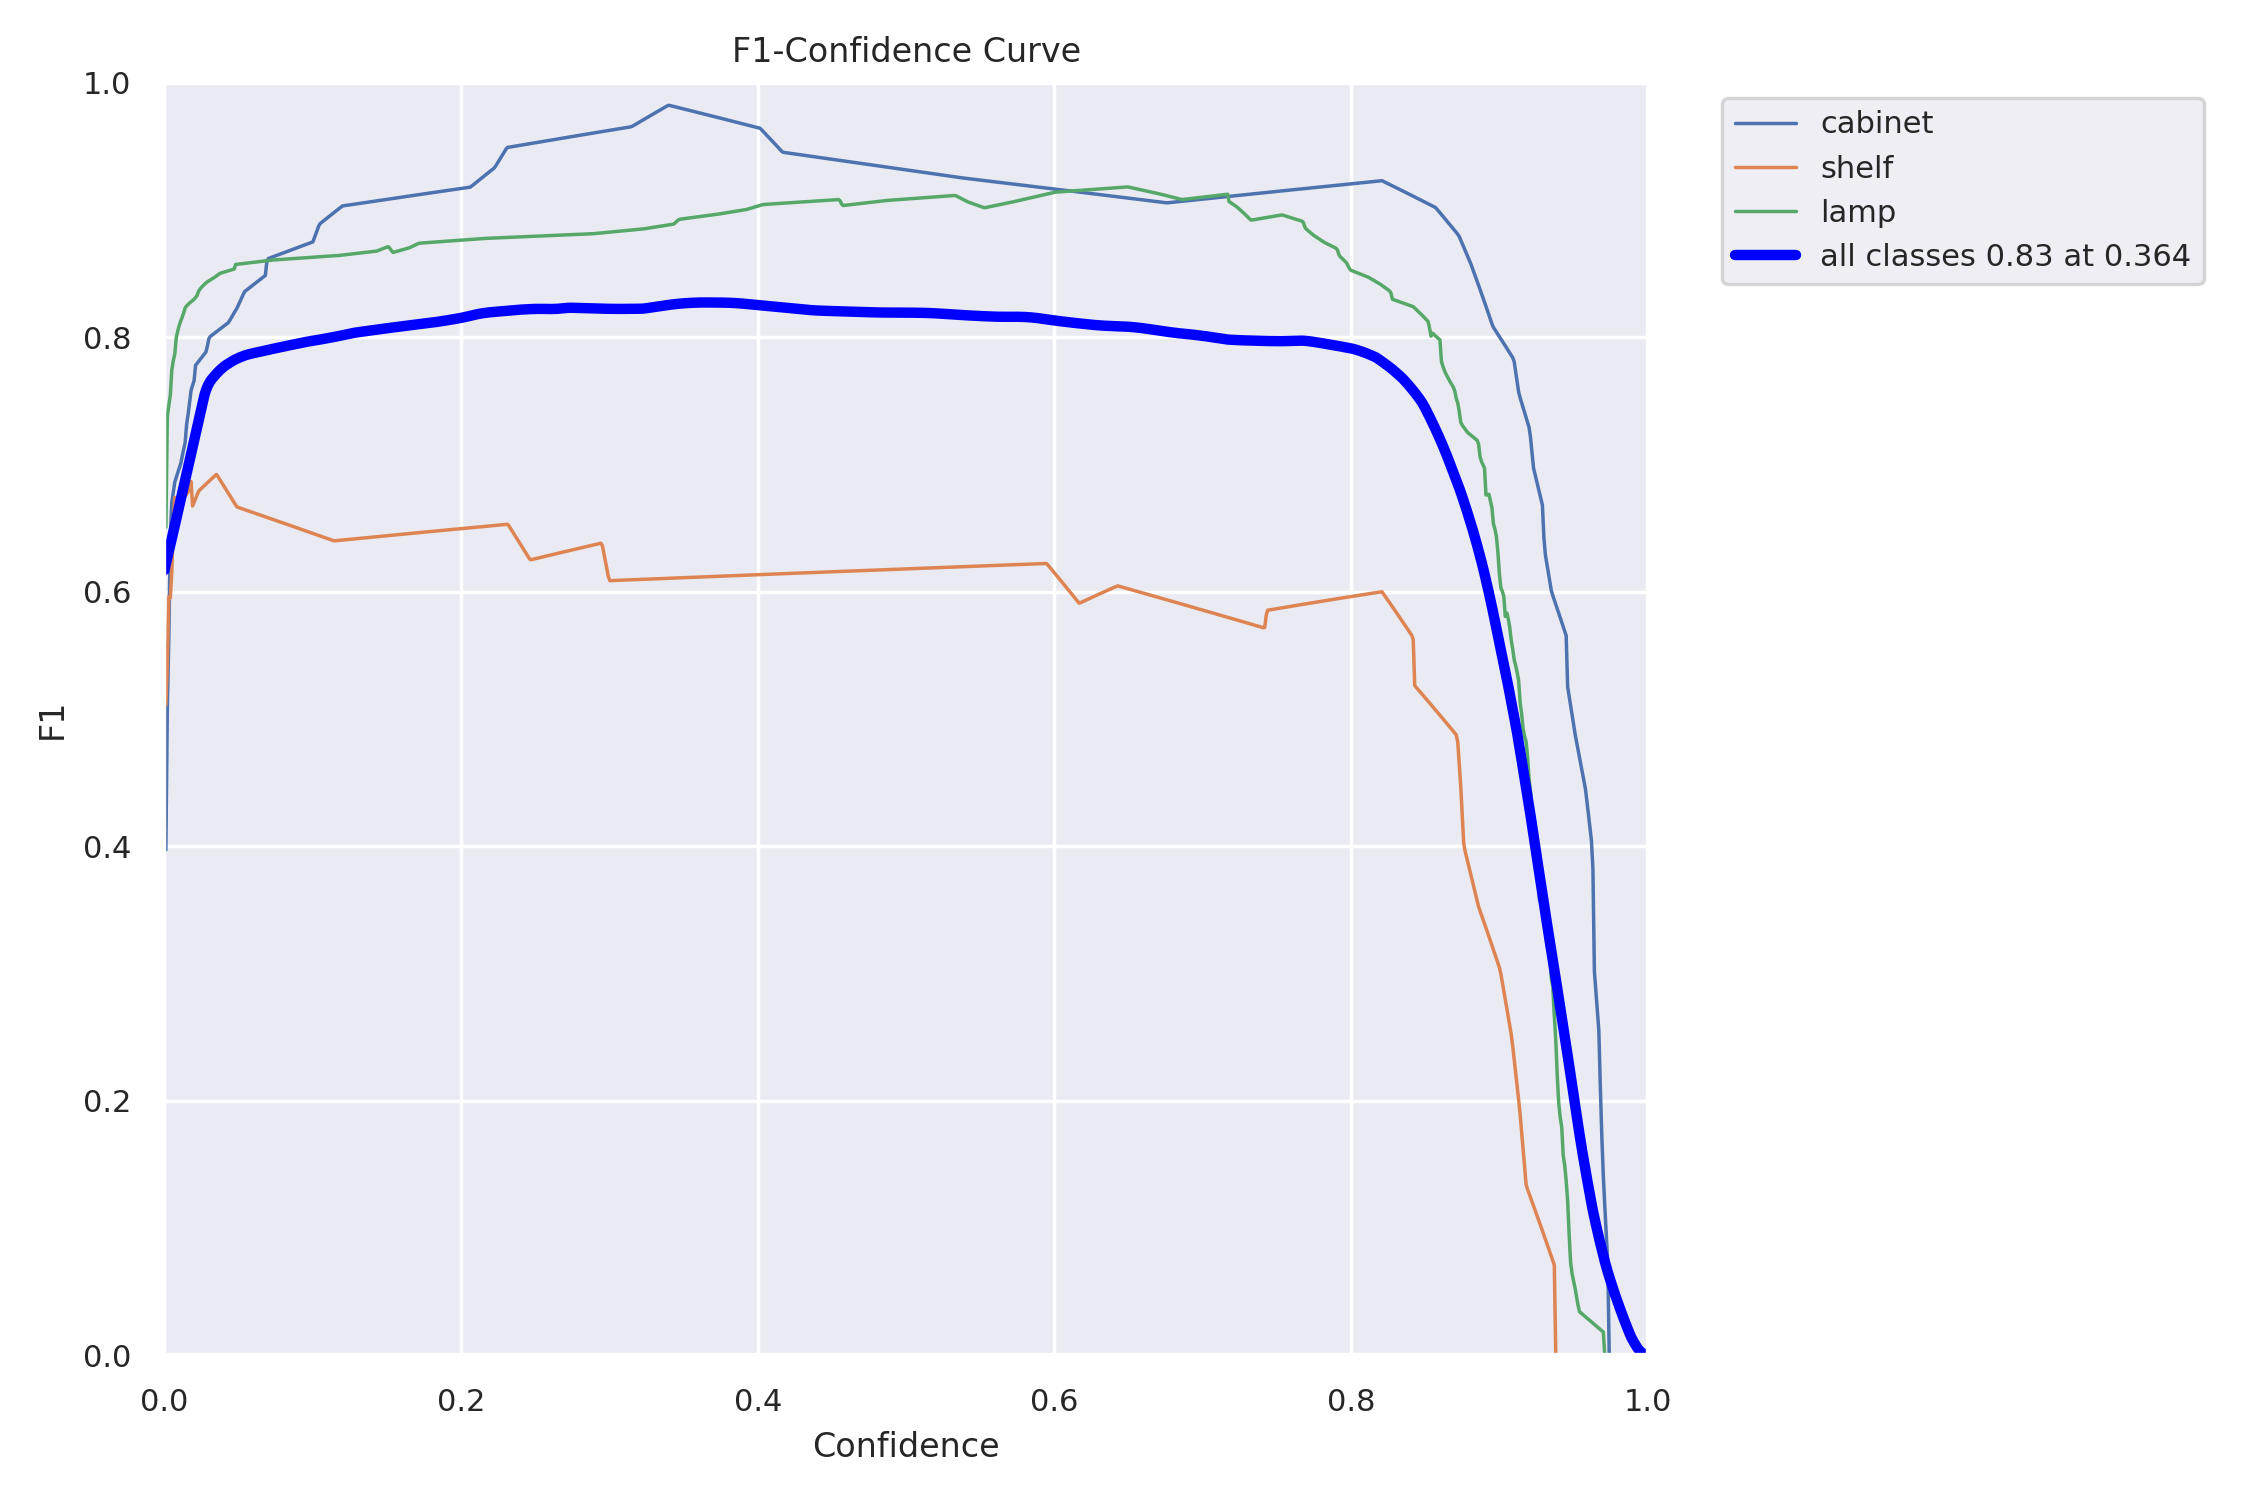 F1-Confidence Curve
1.0
0.8
0.6
0.4
0.2
0.0
F1
0.0 0.2 0.4 0.6 0.8 1.0
Confidence
cabinet
shelf
lamp
all classes 0.83 at 0.364